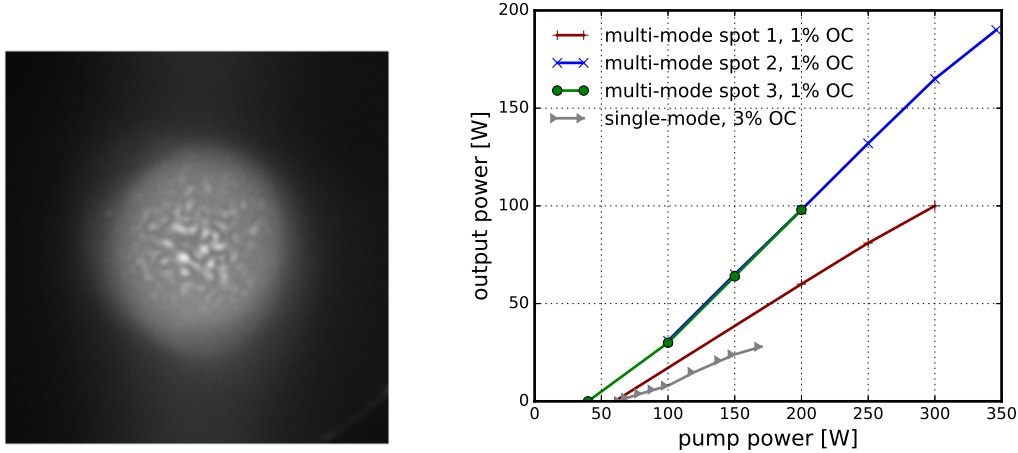 200
150
100
50
0
output power [W]
multi-mode spot 1, 1% OC
multi-mode spot 2, 1% OC
multi-mode spot 3, 1% OC
single-mode, 3% OC
0 50 100 150 200 250 300 350
pump power [W]